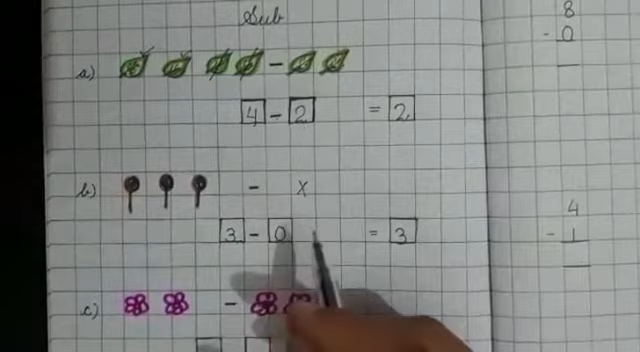 Sub
a) -
4 - 2 = 2
b) - x
3 - 0 = 3
c) -
8
- 0
4
- 1